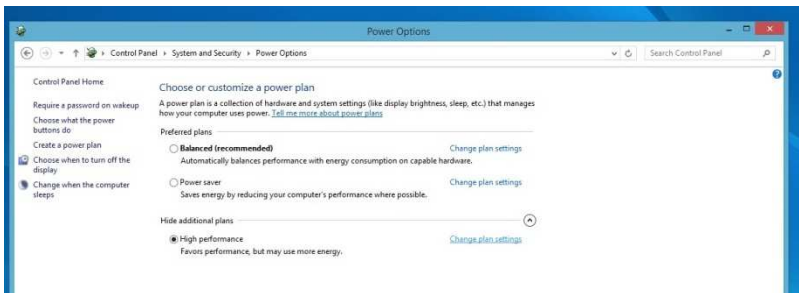 Power Options
Control Panel › System and Security › Power Options
Search Control Panel
Control Panel Home
Require a password on wakeup
Choose what the power
buttons do
Create a power plan
Choose when to turn off the
display
Change when the computer
sleeps
Choose or customize a power plan
A power plan is a collection of hardware and system settings (like display brightness, sleep, etc.) that manages
how your computer uses power. Tell me more about power plans
Preferred plans
Balanced (recommended) Change plan settings
Automatically balances performance with energy consumption on capable hardware.
Power saver Change plan settings
Saves energy by reducing your computer's performance where possible.
Hide additional plans
High performance Change plan settings
Favors performance, but may use more energy.